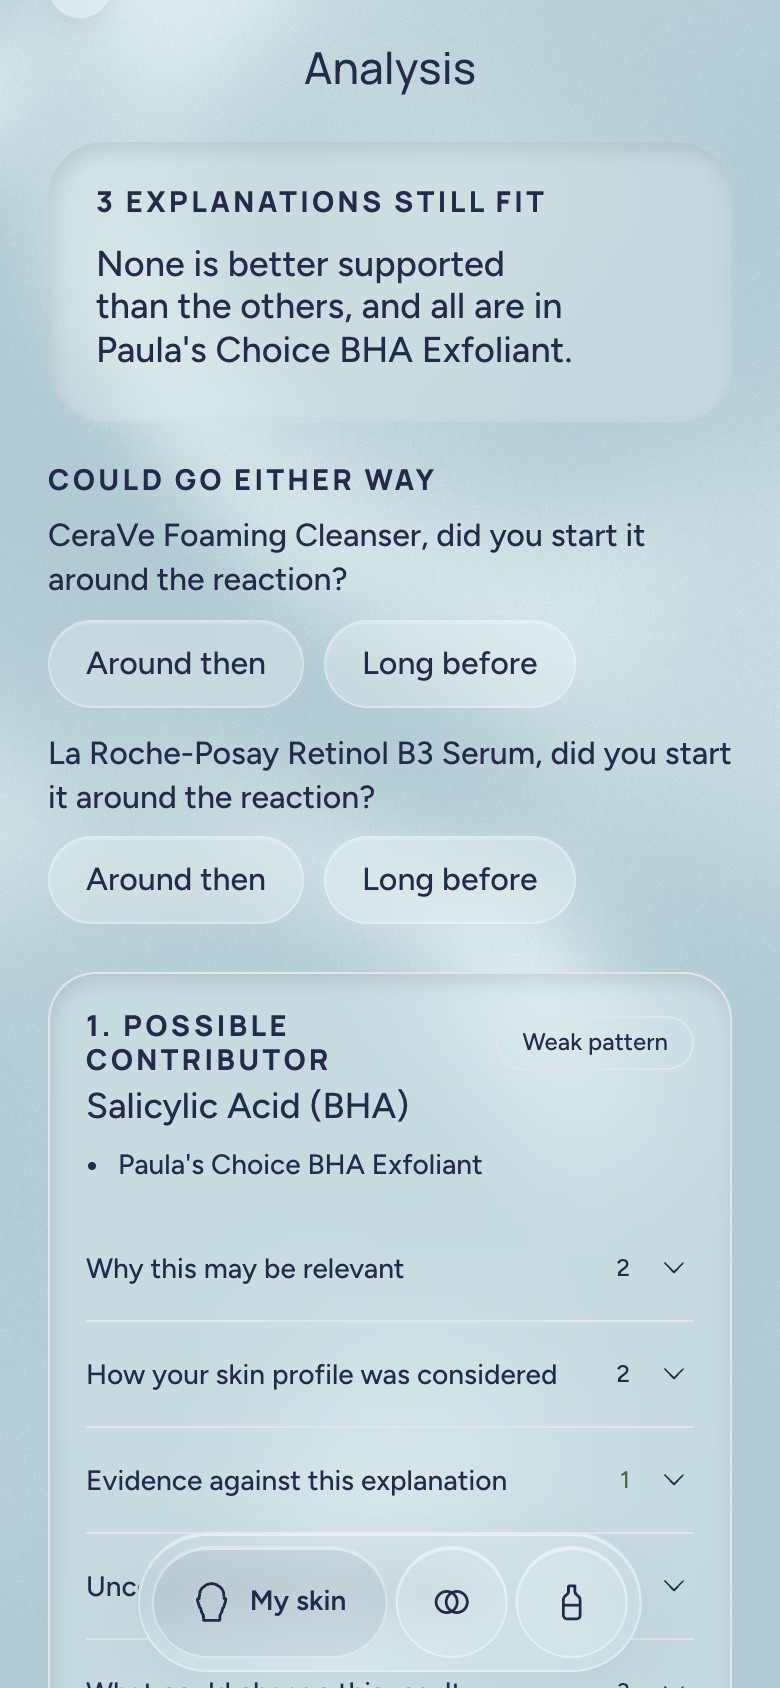 Analysis
3 EXPLANATIONS STILL FIT
None is better supported
than the others, and all are in
Paula's Choice BHA Exfoliant.
COULD GO EITHER WAY
CeraVe Foaming Cleanser, did you start it
around the reaction?
Around then Long before
La Roche-Posay Retinol B3 Serum, did you start
it around the reaction?
Around then Long before
1. POSSIBLE
CONTRIBUTOR
Weak pattern
Salicylic Acid (BHA)
• Paula's Choice BHA Exfoliant
Why this may be relevant 2
How your skin profile was considered 2
Evidence against this explanation 1
My skin